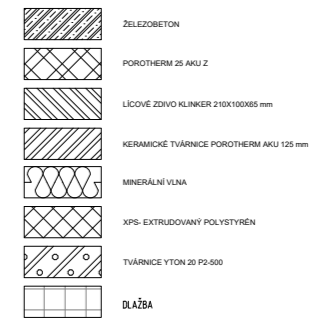 ŽELEZOBETON
POROTHERM 25 AKU Z
LÍCOVÉ ZDIVO KLINKER 210X100X65 mm
KERAMICKÉ TVÁRNICE POROTHERM AKU 125 mm
MINERÁLNÍ VLNA
XPS- EXTRUDOVANÝ POLYSTYRÉN
TVÁRNICE YTON 20 P2-500
DLAŽBA